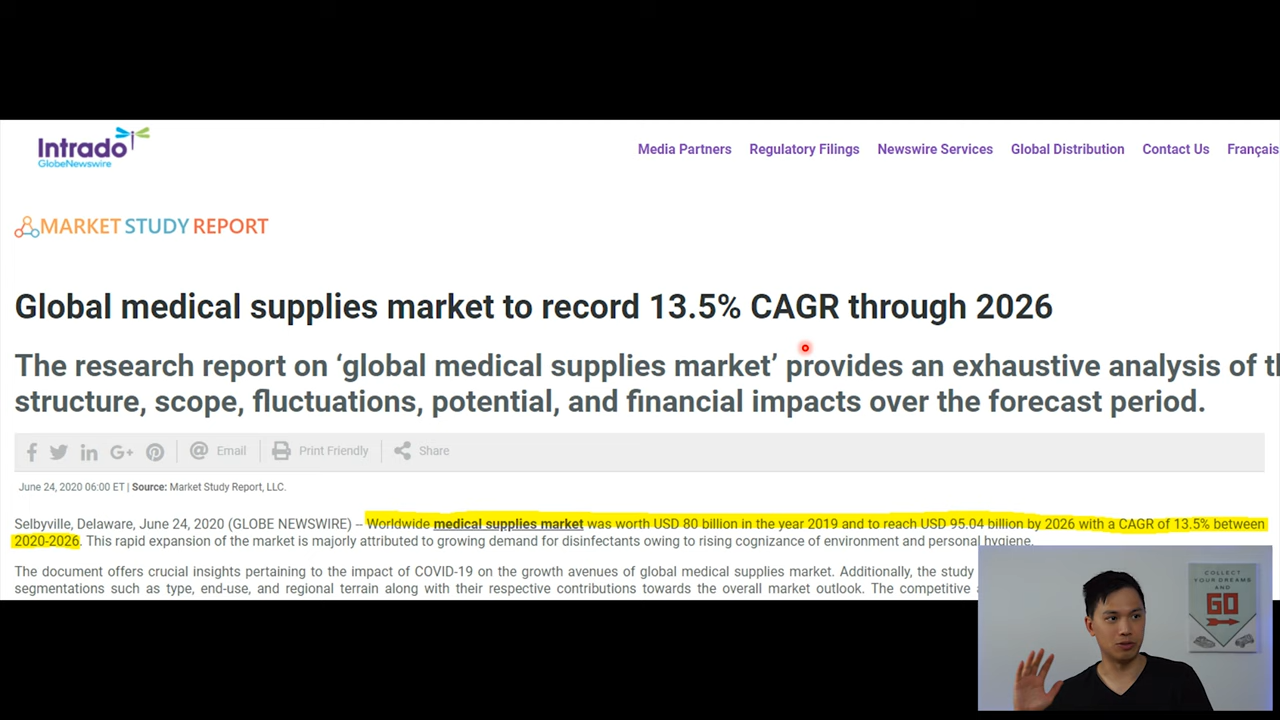 Intrado
GlobeNewswire
Media Partners Regulatory Filings Newswire Services Global Distribution Contact Us Français
MARKET STUDY REPORT
Global medical supplies market to record 13.5% CAGR through 2026
The research report on ‘global medical supplies market’ provides an exhaustive analysis of
structure, scope, fluctuations, potential, and financial impacts over the forecast period.
Email Print Friendly Share
June 24, 2020 06:00 ET | Source: Market Study Report, LLC.
Selbyville, Delaware, June 24, 2020 (GLOBE NEWSWIRE) -- Worldwide medical supplies market was worth USD 80 billion in the year 2019 and to reach USD 95.04 billion by 2026 with a CAGR of 13.5% between
2020-2026. This rapid expansion of the market is majorly attributed to growing demand for disinfectants owing to rising cognizance of environment and personal hygiene.
The document offers crucial insights pertaining to the impact of COVID-19 on the growth avenues of global medical supplies market. Additionally, the study
segmentations such as type, end-use, and regional terrain along with their respective contributions towards the overall market outlook. The competitive
COLLECT
YOUR DREAMS
AND
GO